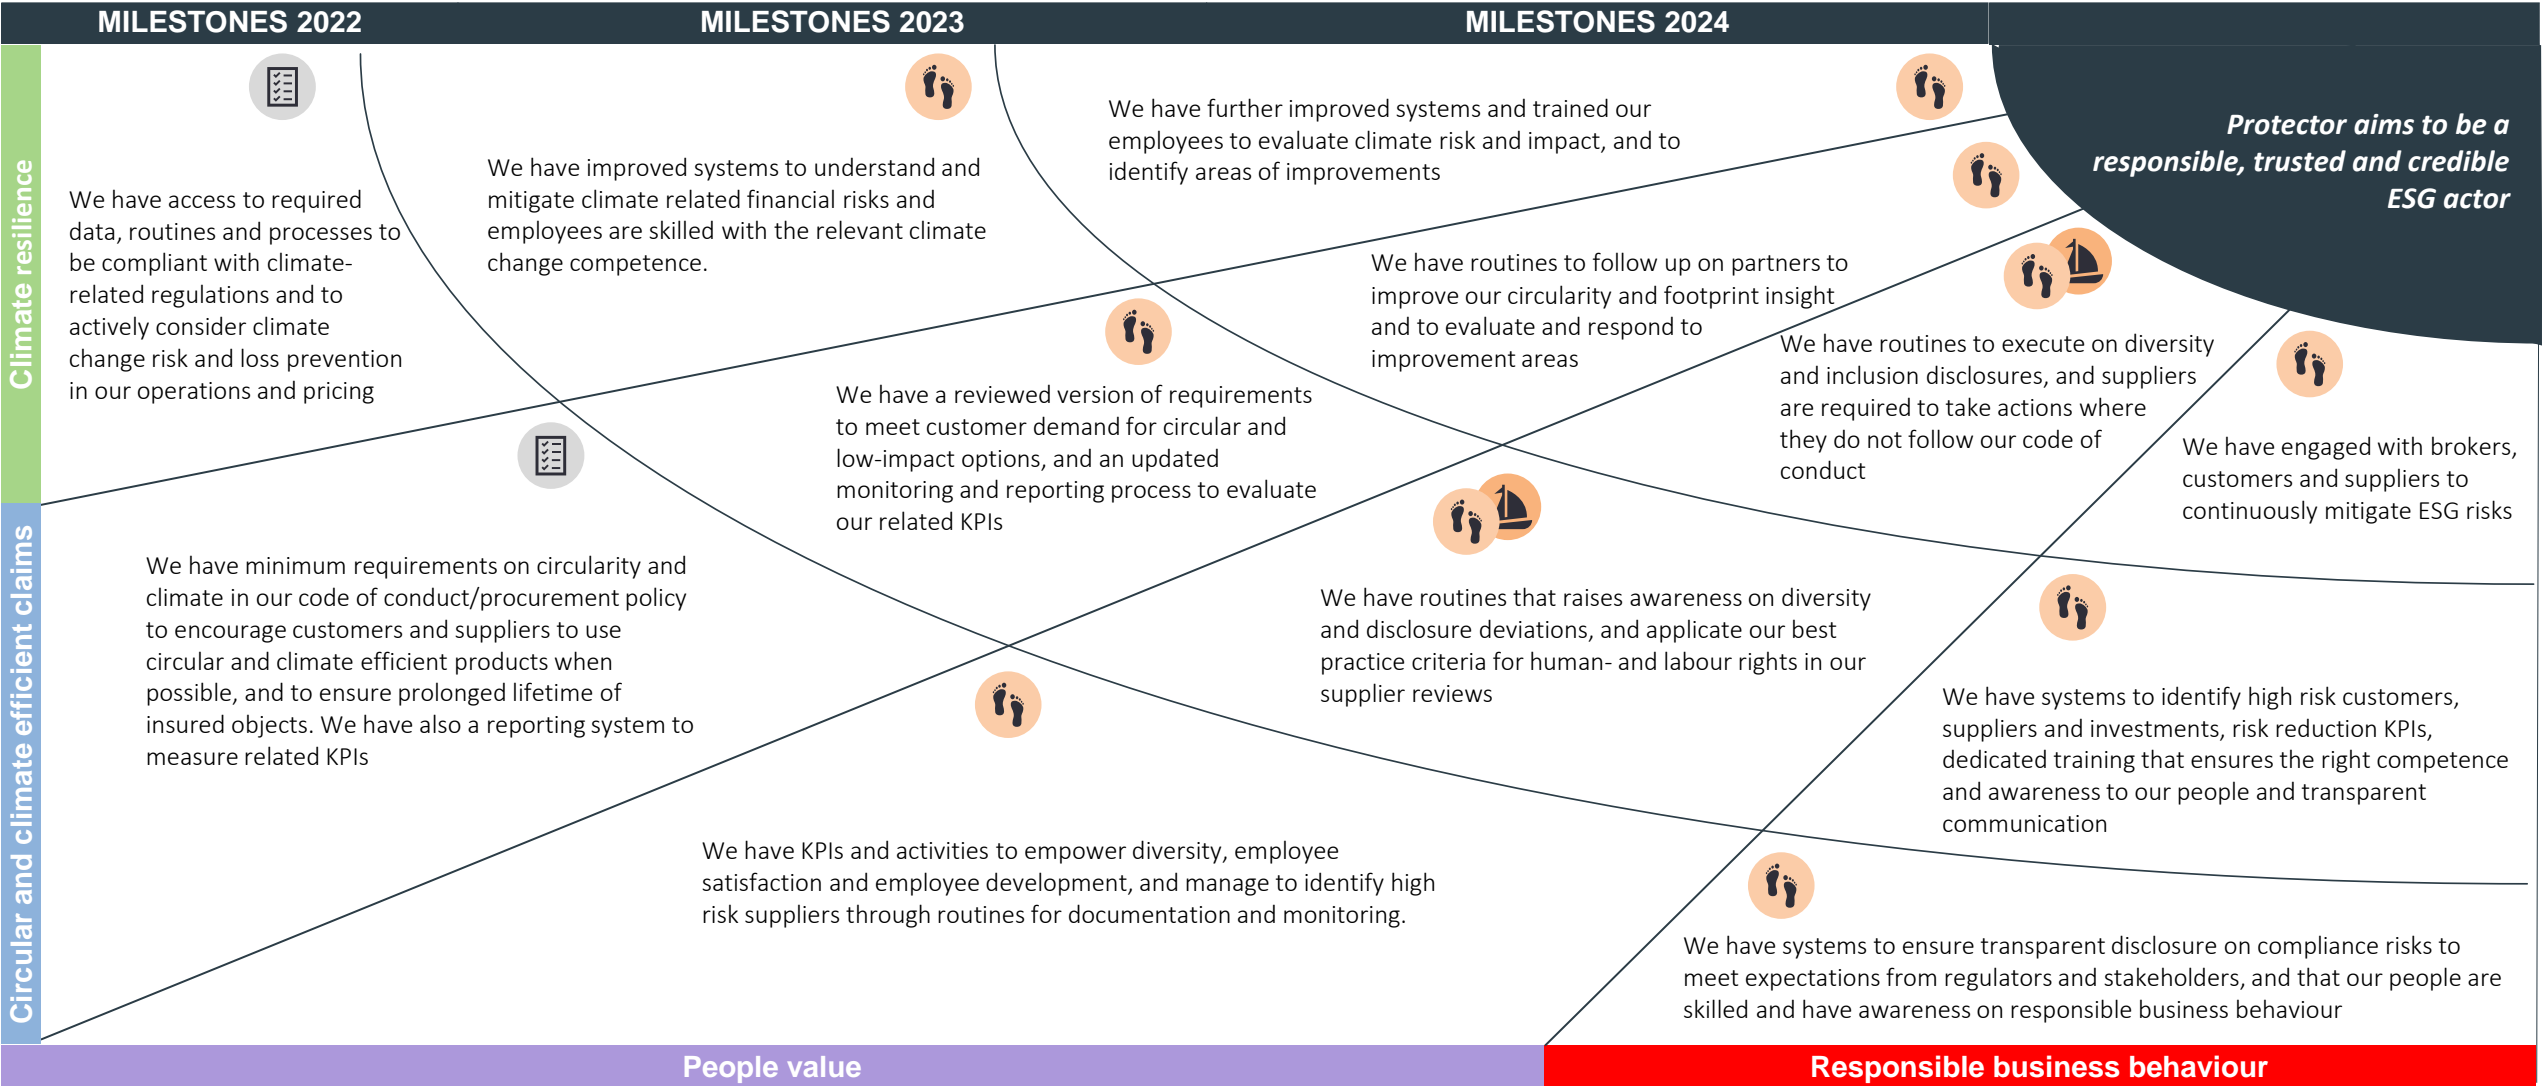 MILESTONES 2022
MILESTONES 2023
MILESTONES 2024
Protector aims to be a
responsible, trusted and credible
ESG actor
Climate resilience
We have access to required
data, routines and processes to
be compliant with climate-
related regulations and to
actively consider climate
change risk and loss prevention
in our operations and pricing
We have improved systems to understand and
mitigate climate related financial risks and
employees are skilled with the relevant climate
change competence.
We have further improved systems and trained our
employees to evaluate climate risk and impact, and to
identify areas of improvements
Circular and climate efficient claims
We have minimum requirements on circularity and
climate in our code of conduct/procurement policy
to encourage customers and suppliers to use
circular and climate efficient products when
possible, and to ensure prolonged lifetime of
insured objects. We have also a reporting system to
measure related KPIs
We have a reviewed version of requirements
to meet customer demand for circular and
low-impact options, and an updated
monitoring and reporting process to evaluate
our related KPIs
We have routines to follow up on partners to
improve our circularity and footprint insight
and to evaluate and respond to
improvement areas
We have KPIs and activities to empower diversity, employee
satisfaction and employee development, and manage to identify high
risk suppliers through routines for documentation and monitoring.
We have routines that raises awareness on diversity
and disclosure deviations, and applicate our best
practice criteria for human- and labour rights in our
supplier reviews
We have routines to execute on diversity
and inclusion disclosures, and suppliers
are required to take actions where
they do not follow our code of
conduct
We have systems to ensure transparent disclosure on compliance risks to
meet expectations from regulators and stakeholders, and that our people are
skilled and have awareness on responsible business behaviour
We have systems to identify high risk customers,
suppliers and investments, risk reduction KPIs,
dedicated training that ensures the right competence
and awareness to our people and transparent
communication
We have engaged with brokers,
customers and suppliers to
continuously mitigate ESG risks
People value
Responsible business behaviour